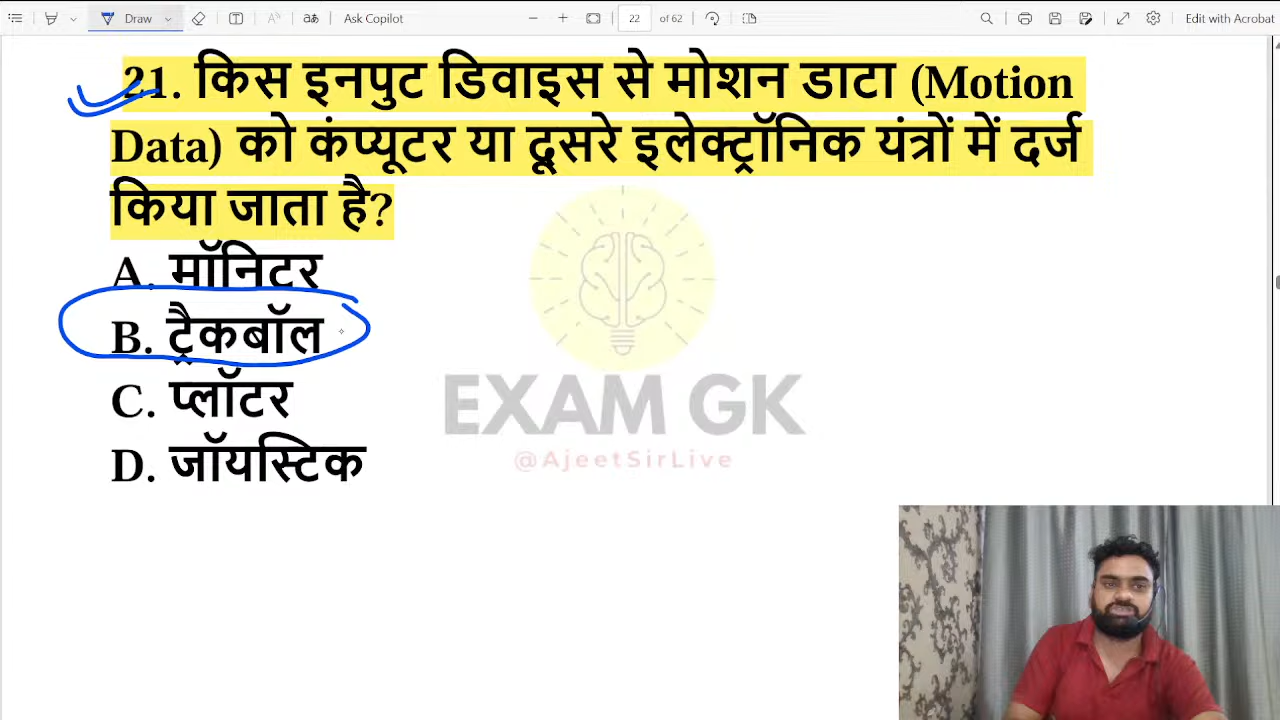 Draw
Ask Copilot
22 of 62
Edit with Acrobat
21. किस इनपुट डिवाइस से मोशन डाटा (Motion
Data) को कंप्यूटर या दूसरे इलेक्ट्रॉनिक यंत्रों में दर्ज
किया जाता है?
A. मॉनिटर
B. ट्रैकबॉल
C. प्लॉटर
D. जॉयस्टिक
EXAM GK
@AjeetSirLive